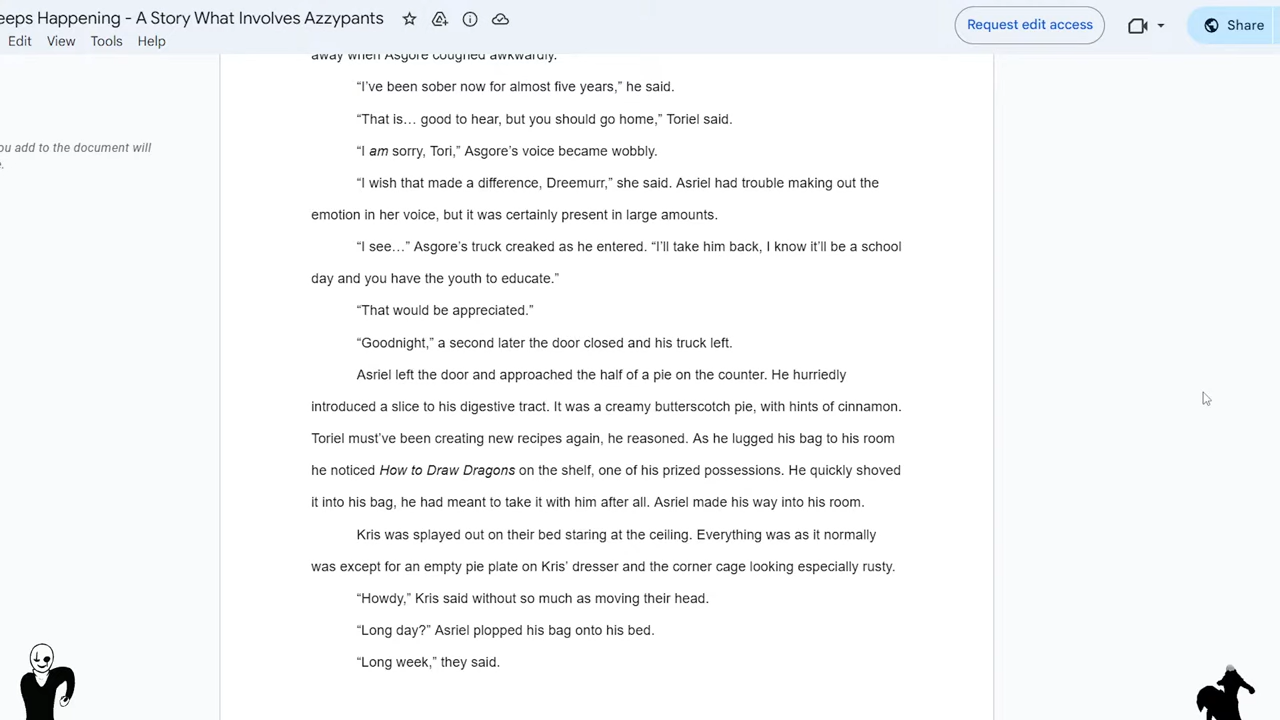 eeps Happening - A Story What Involves Azzypants
Request edit access
Share
Edit View Tools Help
away when Asgore coughed awkwardly.
“I’ve been sober now for almost five years,” he said.
“That is… good to hear, but you should go home,” Toriel said.
ou add to the document will
“I am sorry, Tori,” Asgore’s voice became wobbly.
e.
“I wish that made a difference, Dreemurr,” she said. Asriel had trouble making out the
emotion in her voice, but it was certainly present in large amounts.
“I see…” Asgore’s truck creaked as he entered. “I’ll take him back, I know it’ll be a school
day and you have the youth to educate.”
“That would be appreciated.”
“Goodnight,” a second later the door closed and his truck left.
Asriel left the door and approached the half of a pie on the counter. He hurriedly
introduced a slice to his digestive tract. It was a creamy butterscotch pie, with hints of cinnamon.
Toriel must’ve been creating new recipes again, he reasoned. As he lugged his bag to his room
he noticed How to Draw Dragons on the shelf, one of his prized possessions. He quickly shoved
it into his bag, he had meant to take it with him after all. Asriel made his way into his room.
Kris was splayed out on their bed staring at the ceiling. Everything was as it normally
was except for an empty pie plate on Kris’ dresser and the corner cage looking especially rusty.
“Howdy,” Kris said without so much as moving their head.
“Long day?” Asriel plopped his bag onto his bed.
“Long week,” they said.